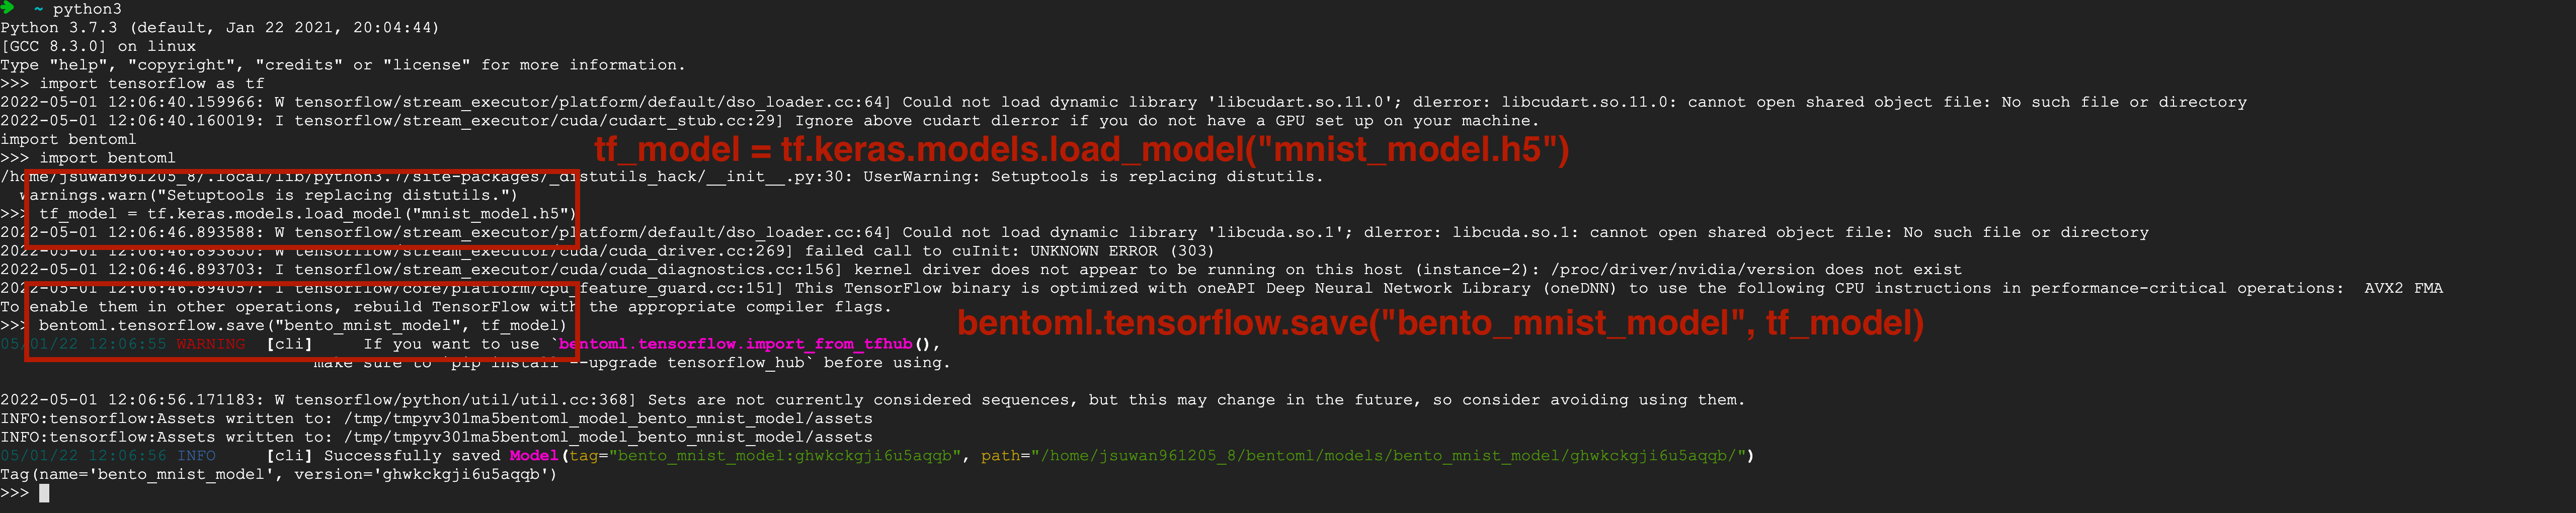 ~ python3
Python 3.7.3 (default, Jan 22 2021, 20:04:44)
[GCC 8.3.0] on linux
Type "help", "copyright", "credits" or "license" for more information.
>>> import tensorflow as tf
2022-05-01 12:06:40.159966: W tensorflow/stream_executor/platform/default/dso_loader.cc:64] Could not load dynamic library 'libcudart.so.11.0'; dlerror: libcudart.so.11.0: cannot open shared object file: No such file or directory
2022-05-01 12:06:40.160019: I tensorflow/stream_executor/cuda/cudart_stub.cc:29] Ignore above cudart dlerror if you do not have a GPU set up on your machine.
import bentoml
tf_model = tf.keras.models.load_model("mnist_model.h5")
>>> import bentoml
/home/jsuwan961205_8/.local/lib/python3.7/site-packages/_distutils_hack/__init__.py:30: UserWarning: Setuptools is replacing distutils.
  warnings.warn("Setuptools is replacing distutils.")
>>> tf_model = tf.keras.models.load_model("mnist_model.h5")
2022-05-01 12:06:46.893588: W tensorflow/stream_executor/platform/default/dso_loader.cc:64] Could not load dynamic library 'libcuda.so.1'; dlerror: libcuda.so.1: cannot open shared object file: No such file or directory
2022-05-01 12:06:46.893650: W tensorflow/stream_executor/cuda/cuda_driver.cc:269] failed call to cuInit: UNKNOWN ERROR (303)
2022-05-01 12:06:46.893703: I tensorflow/stream_executor/cuda/cuda_diagnostics.cc:156] kernel driver does not appear to be running on this host (instance-2): /proc/driver/nvidia/version does not exist
2022-05-01 12:06:46.894057: I tensorflow/core/platform/cpu_feature_guard.cc:151] This TensorFlow binary is optimized with oneAPI Deep Neural Network Library (oneDNN) to use the following CPU instructions in performance-critical operations:  AVX2 FMA
To enable them in other operations, rebuild TensorFlow with the appropriate compiler flags.
>>> bentoml.tensorflow.save("bento_mnist_model", tf_model)
bentoml.tensorflow.save("bento_mnist_model", tf_model)
05/01/22 12:06:55 WARNING  [cli]     If you want to use `bentoml.tensorflow.import_from_tfhub(),
make sure to `pip install --upgrade tensorflow_hub` before using.
2022-05-01 12:06:56.171183: W tensorflow/python/util/util.cc:368] Sets are not currently considered sequences, but this may change in the future, so consider avoiding using them.
INFO:tensorflow:Assets written to: /tmp/tmpyv301ma5bentoml_model_bento_mnist_model/assets
INFO:tensorflow:Assets written to: /tmp/tmpyv301ma5bentoml_model_bento_mnist_model/assets
05/01/22 12:06:56 INFO     [cli] Successfully saved Model(tag="bento_mnist_model:ghwkckgji6u5aqqb", path="/home/jsuwan961205_8/bentoml/models/bento_mnist_model/ghwkckgji6u5aqqb/")
Tag(name='bento_mnist_model', version='ghwkckgji6u5aqqb')
>>>